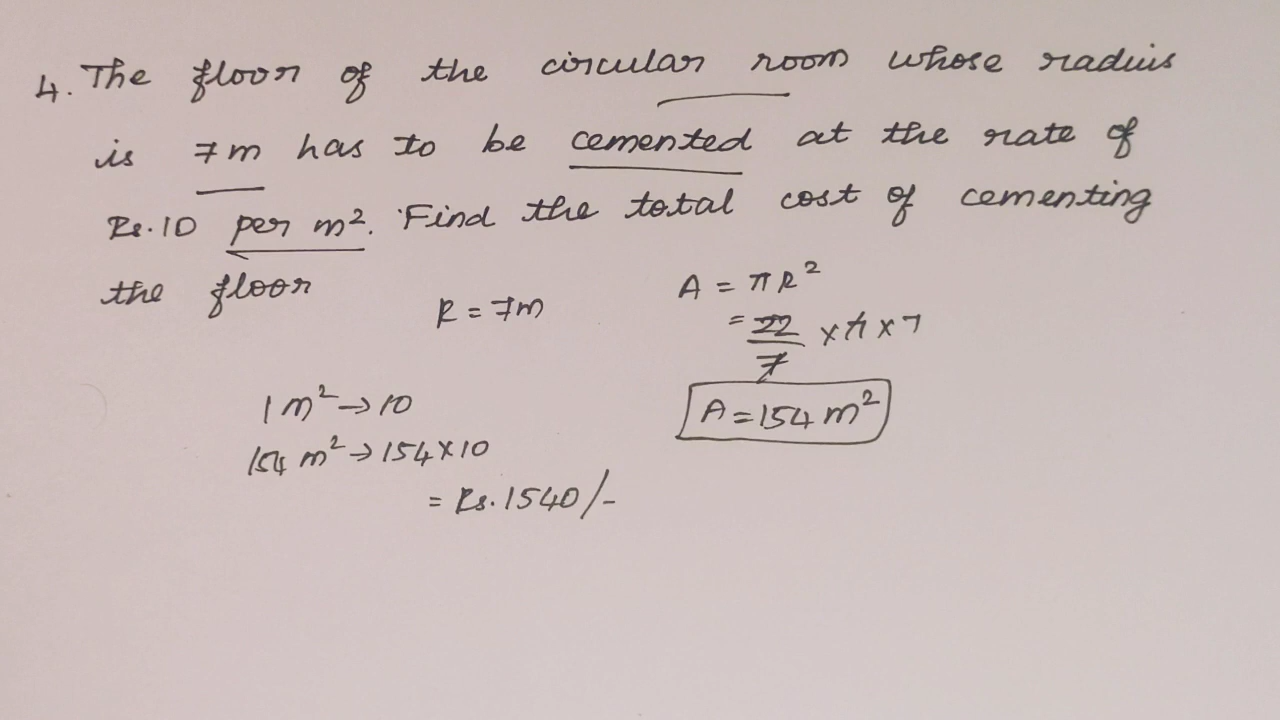 4. The floor of the circular room whose radius
is 7m has to be cemented at the rate of
Rs.10 per m². Find the total cost of cementing
the floor
R = 7m
A = πR²
= 22/7 x 7 x 7
A = 154 m²
1 m² → 10
154 m² → 154 x 10
= Rs. 1540/-